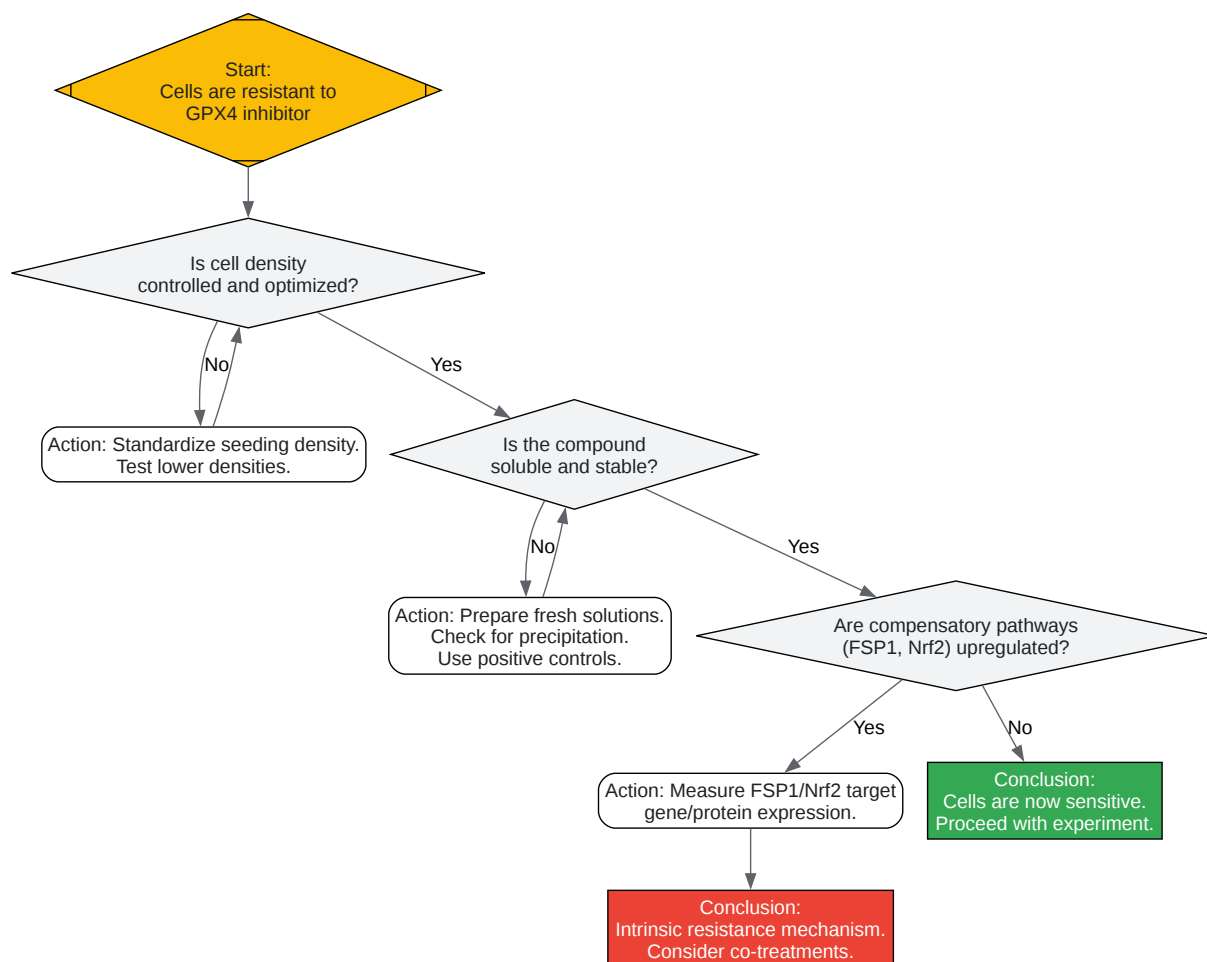 Start:
Cells are resistant to
GPX4 inhibitor
Is cell density
controlled and optimized?
No
Yes
Action: Standardize seeding density.
Test lower densities.
Is the compound
soluble and stable?
No
Yes
Action: Prepare fresh solutions.
Check for precipitation.
Use positive controls.
Are compensatory pathways
(FSP1, Nrf2) upregulated?
Yes
No
Action: Measure FSP1/Nrf2 target
gene/protein expression.
Conclusion:
Cells are now sensitive.
Proceed with experiment.
Conclusion:
Intrinsic resistance mechanism.
Consider co-treatments.